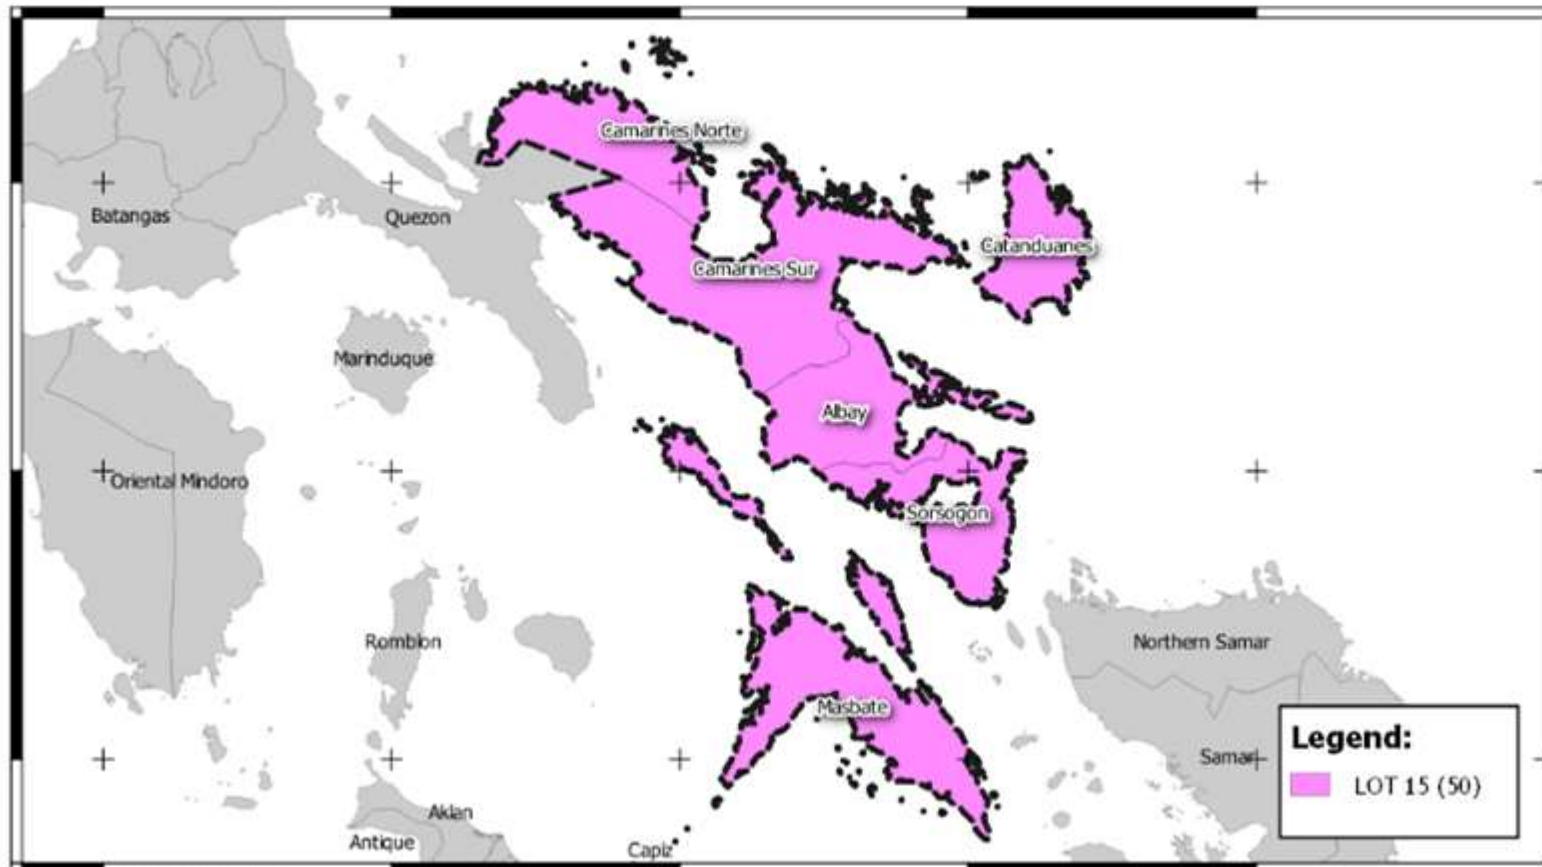 Camarines Norte
Batangas
Quezon
Catanduanes
Camarines Sur
Marinduque
Albay
Oriental Mindoro
Sorsogon
Romblon
Northern Samar
Masbate
Legend:
Samar
LOT 15 (50)
Aklan
Antique
Capiz